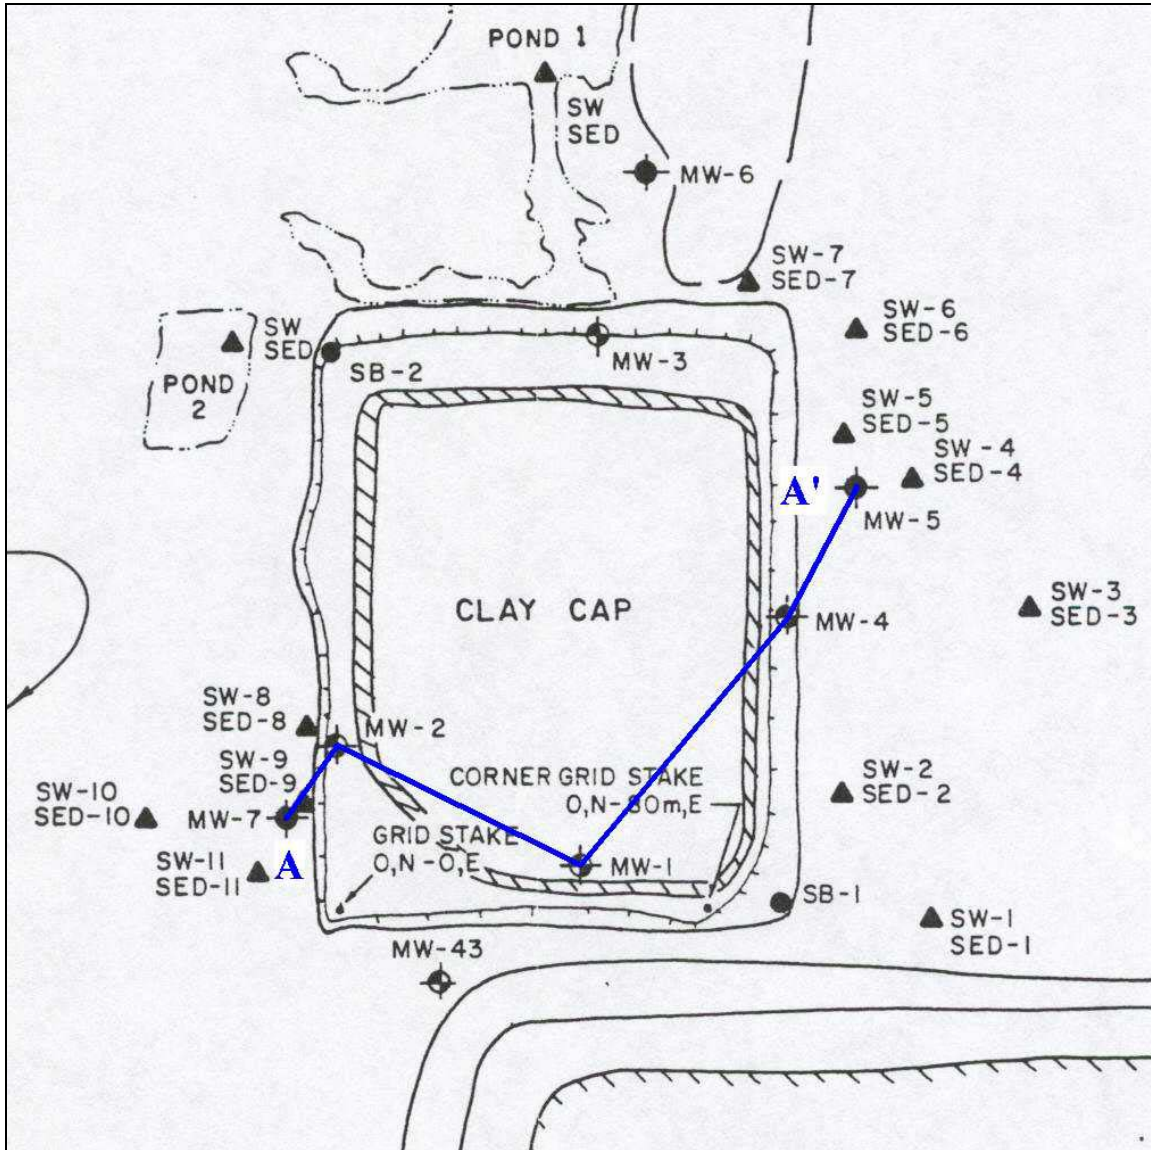 POND 1
SW
SED
MW-6
SW-7
SED-7
SW-6
SED-6
SW
SED
POND
2
SB-2
MW-3
SW-5
SED-5
SW-4
SED-4
A'
MW-5
CLAY CAP
SW-3
SED-3
MW-4
SW-8
SED-8
MW-2
SW-9
SED-9
CORNER GRID STAKE
O,N-80m,E
SW-2
SED-2
SW-10
SED-10
MW-7
GRID STAKE
O,N-O,E
A
SW-11
SED-11
MW-1
SB-1
SW-1
SED-1
MW-43